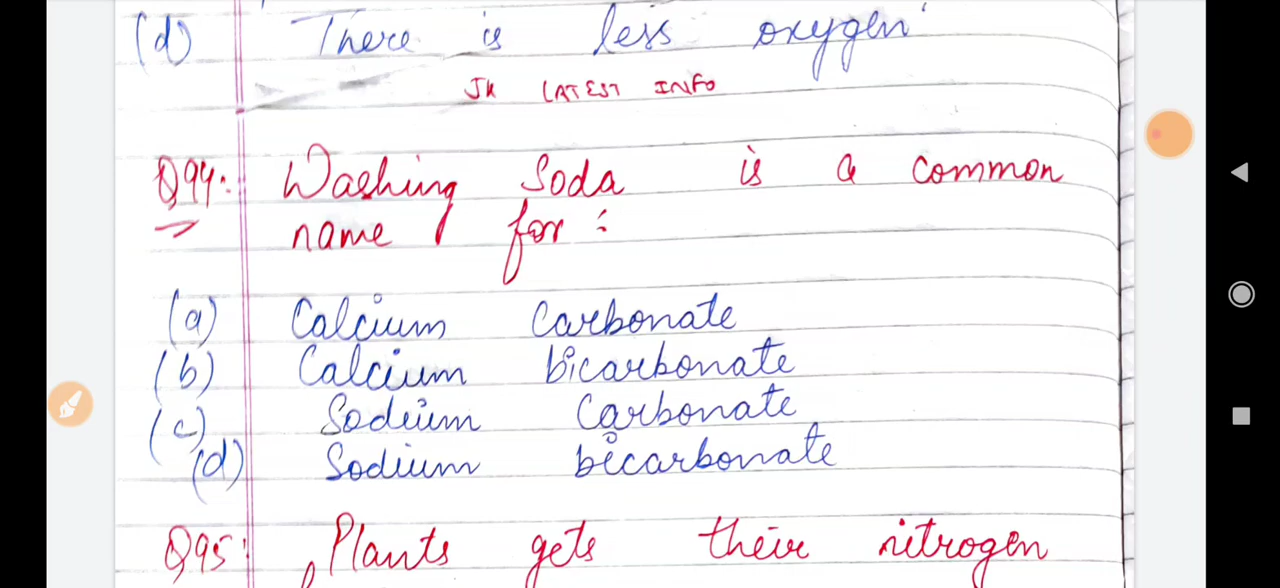 (d) There is less oxygen'
JK LATEST INFO
Q94: Washing Soda is a common
name for :
(a) Calcium Carbonate
(b) Calcium bicarbonate
(c) Sodium Carbonate
(d) Sodium bicarbonate
Q95: Plants gets their nitrogen